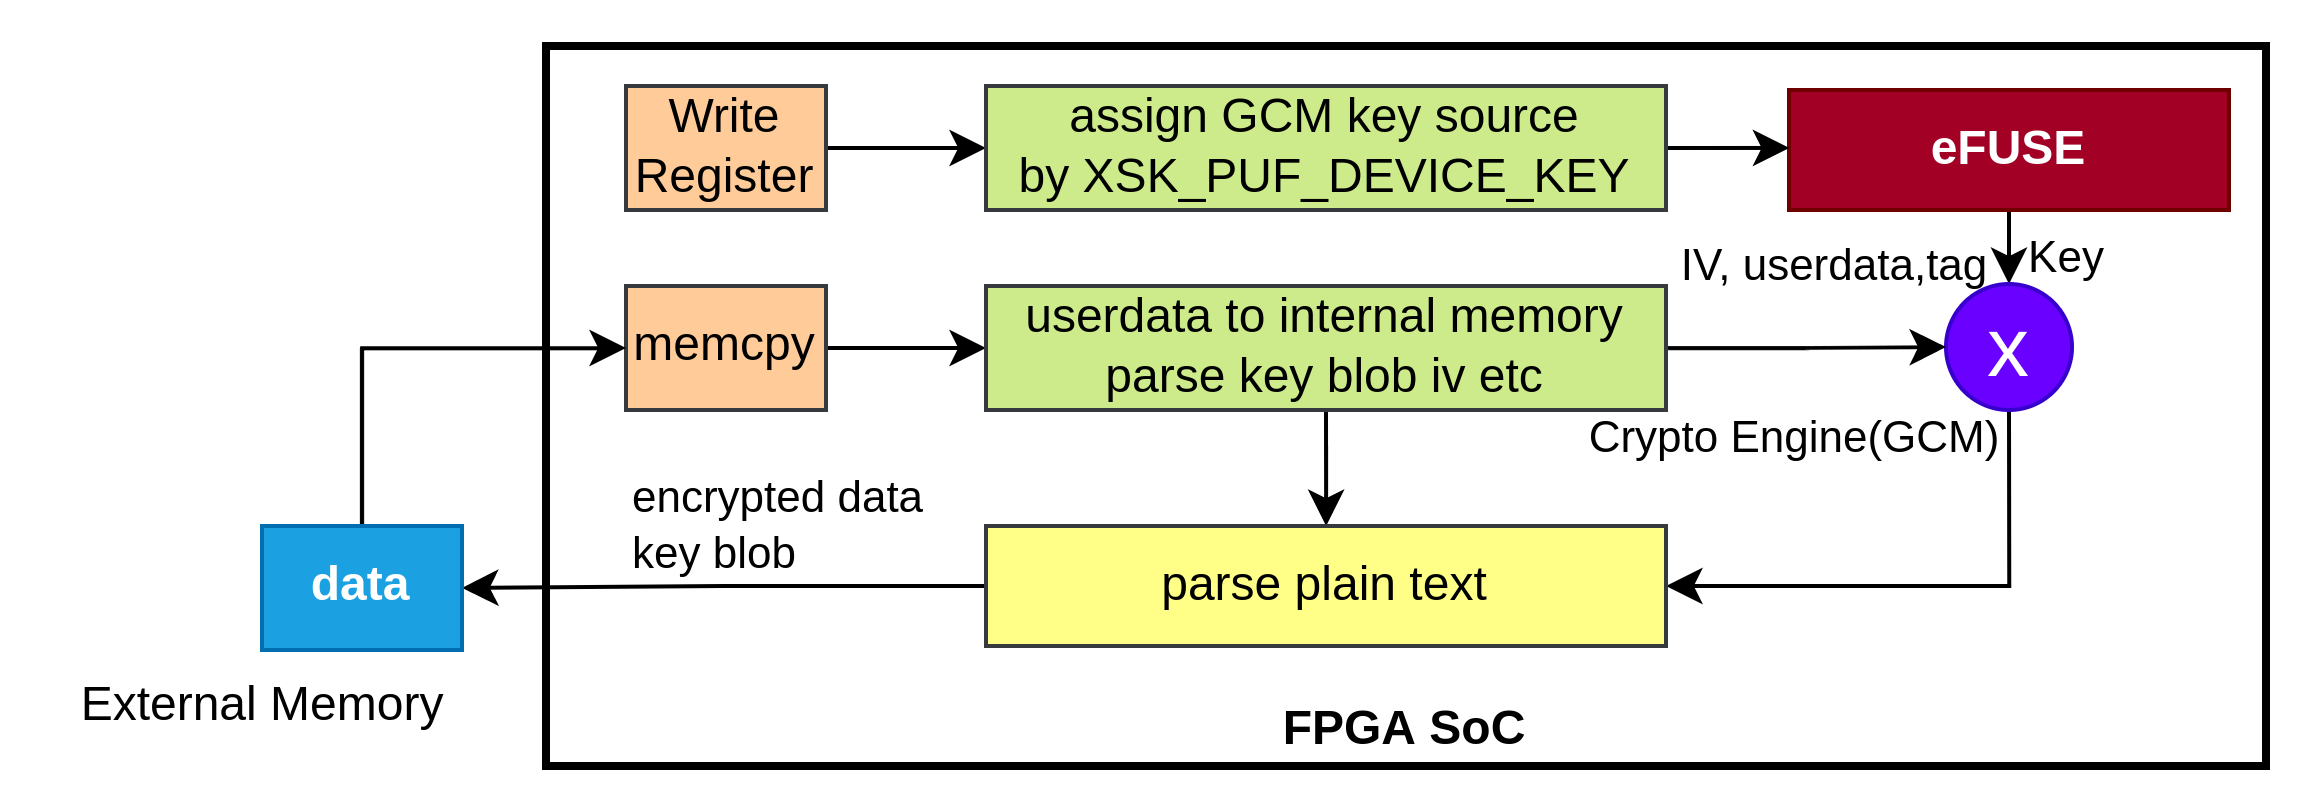 Write
Register
assign GCM key source
by XSK_PUF_DEVICE_KEY
eFUSE
IV, userdata,tag
Key
memcpy
userdata to internal memory
parse key blob iv etc
x
Crypto Engine(GCM)
encrypted data
key blob
data
parse plain text
External Memory
FPGA SoC